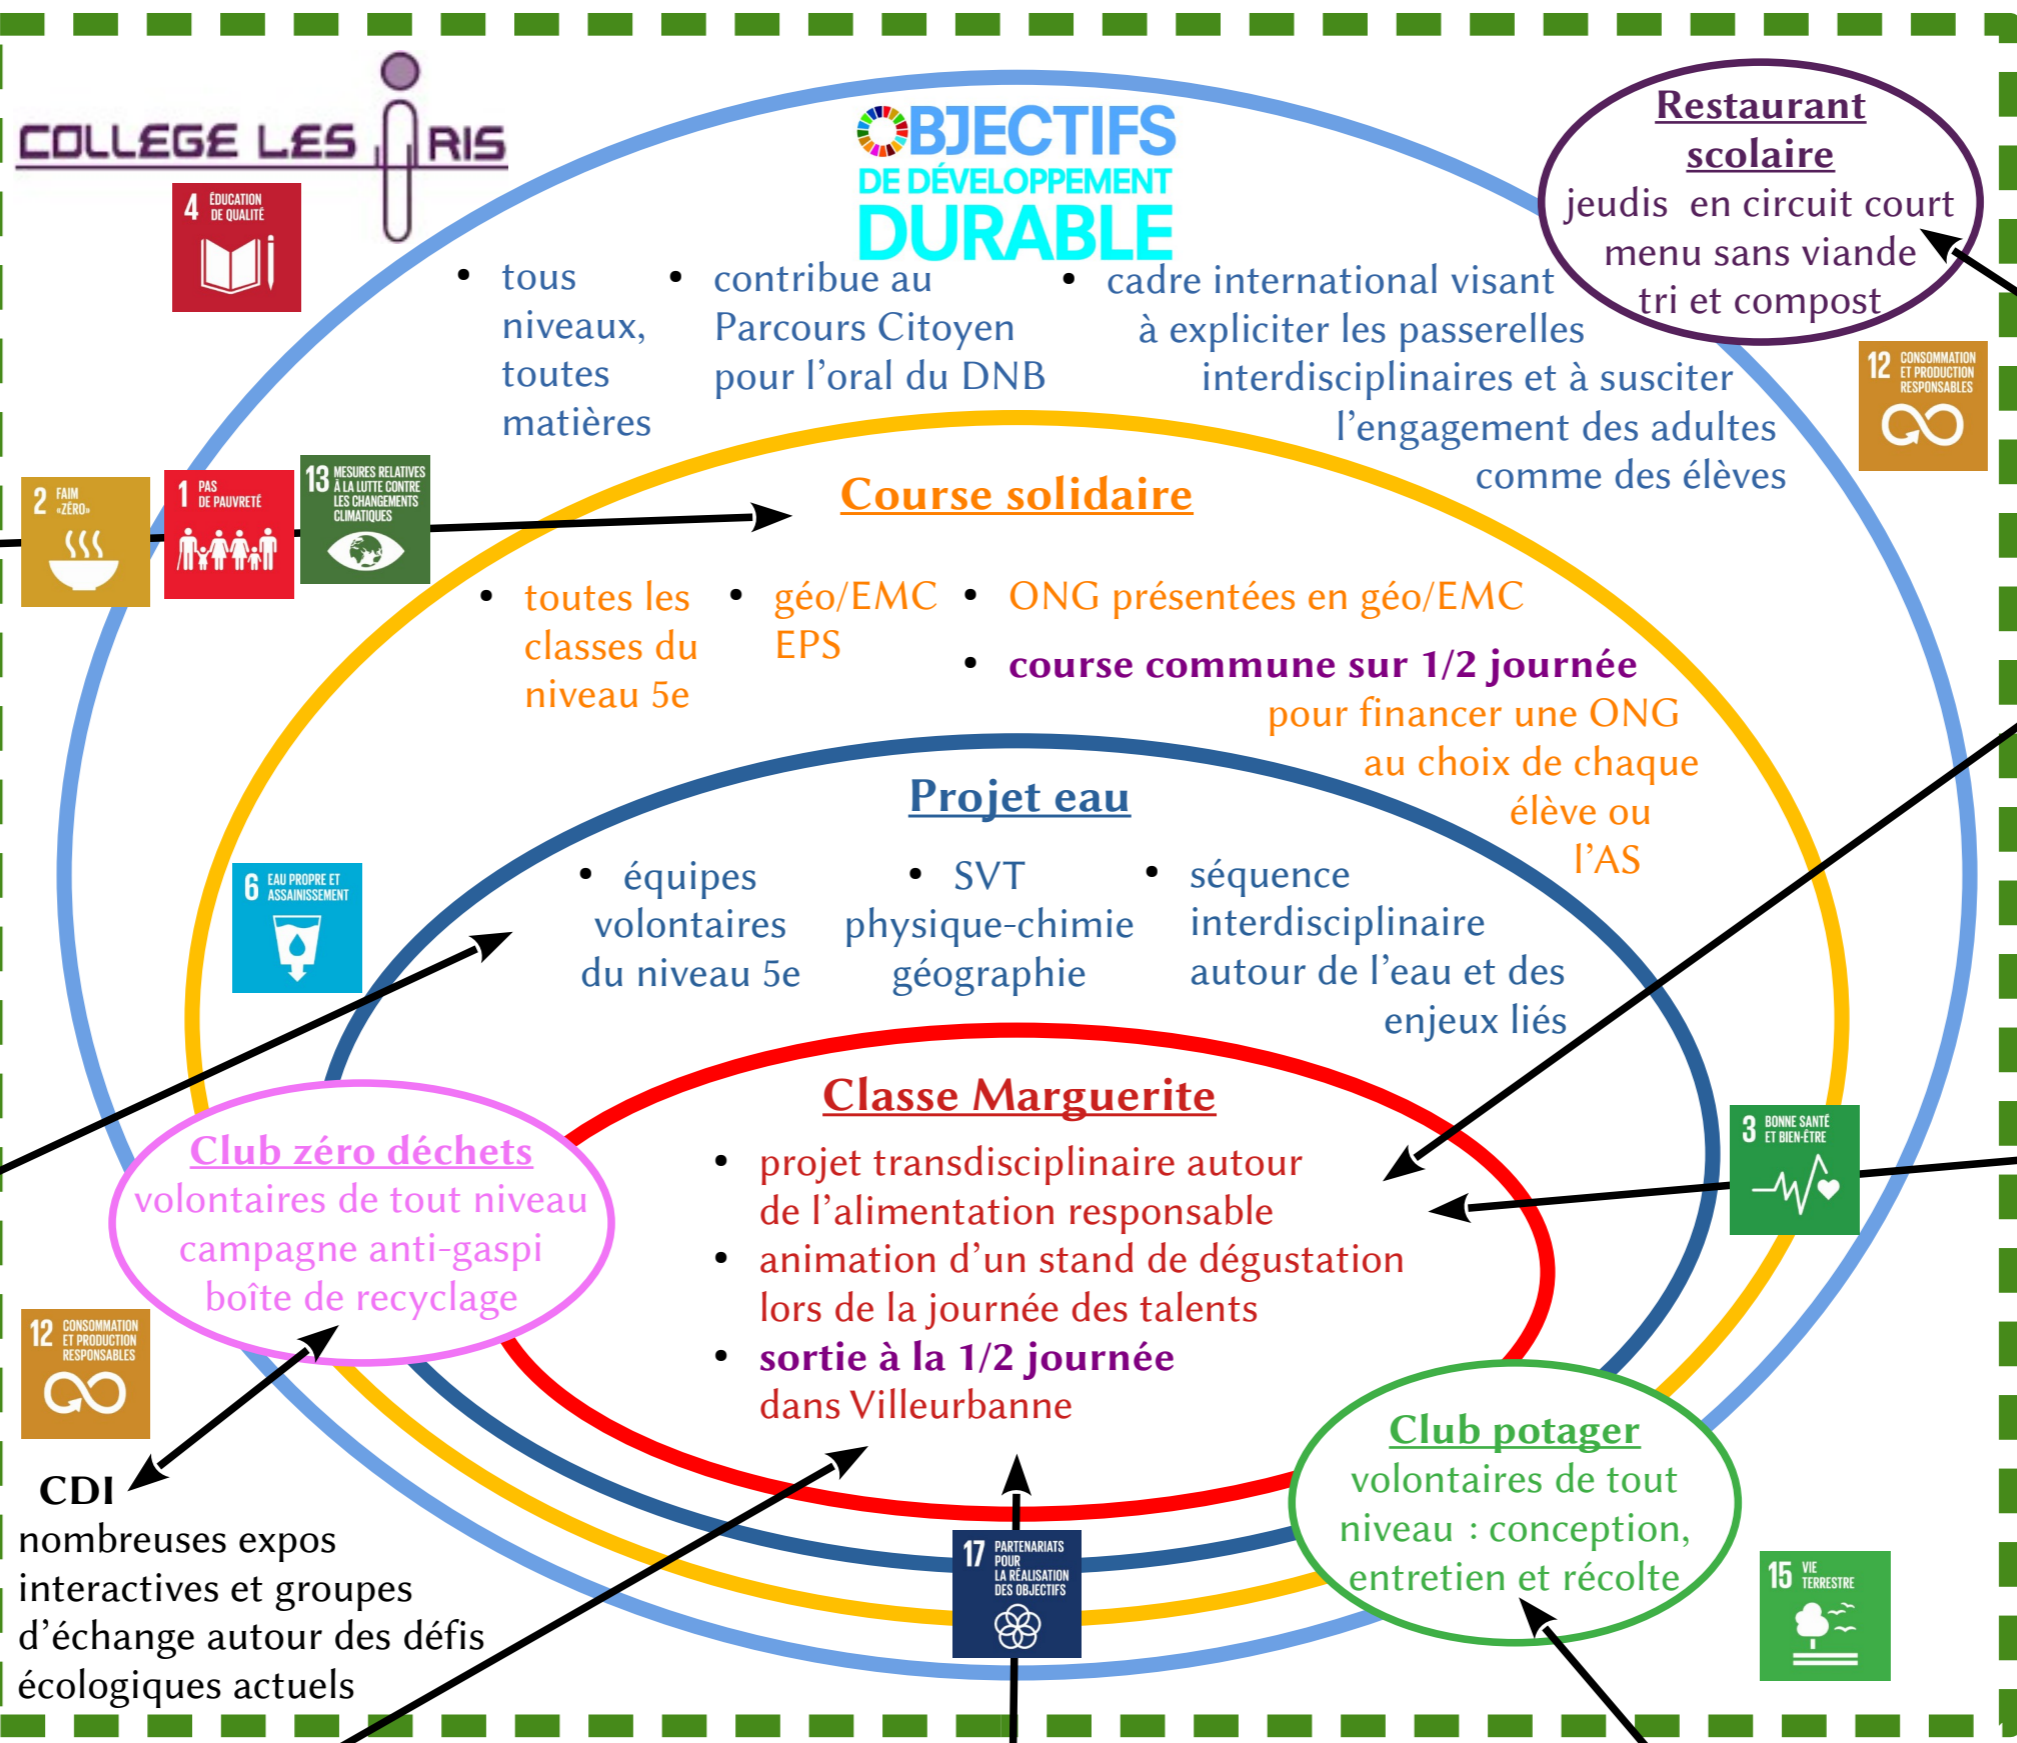 COLLEGE LES IRIS
4 ÉDUCATION
DE QUALITÉ
OBJECTIFS
DE DÉVELOPPEMENT
DURABLE
Restaurant
scolaire
jeudis en circuit court
menu sans viande
tri et compost
12 CONSOMMATION
ET PRODUCTION
RESPONSABLES
• tous
niveaux,
toutes
matières
• contribue au
Parcours Citoyen
pour l'oral du DNB
• cadre international visant
à expliciter les passerelles
interdisciplinaires et à susciter
l'engagement des adultes
comme des élèves
2 FAIM
«ZÉRO»
1 PAS
DE PAUVRETÉ
13 MESURES RELATIVES
À LA LUTTE CONTRE
LES CHANGEMENTS
CLIMATIQUES
Course solidaire
• toutes les
classes du
niveau 5e
• géo/EMC
EPS
• ONG présentées en géo/EMC
• course commune sur 1/2 journée
pour financer une ONG
au choix de chaque
élève ou
l'AS
Projet eau
6 EAU PROPRE ET
ASSAINISSEMENT
• équipes
volontaires
du niveau 5e
• SVT
physique-chimie
géographie
• séquence
interdisciplinaire
autour de l'eau et des
enjeux liés
Classe Marguerite
• projet transdisciplinaire autour
de l'alimentation responsable
• animation d'un stand de dégustation
lors de la journée des talents
• sortie à la 1/2 journée
dans Villeurbanne
3 BONNE SANTÉ
ET BIEN-ÊTRE
Club zéro déchets
volontaires de tout niveau
campagne anti-gaspi
boîte de recyclage
12 CONSOMMATION
ET PRODUCTION
RESPONSABLES
CDI
nombreuses expos
interactives et groupes
d'échange autour des défis
écologiques actuels
17 PARTENARIATS
POUR
LA RÉALISATION
DES OBJECTIFS
Club potager
volontaires de tout
niveau : conception,
entretien et récolte
15 VIE
TERRESTRE
1